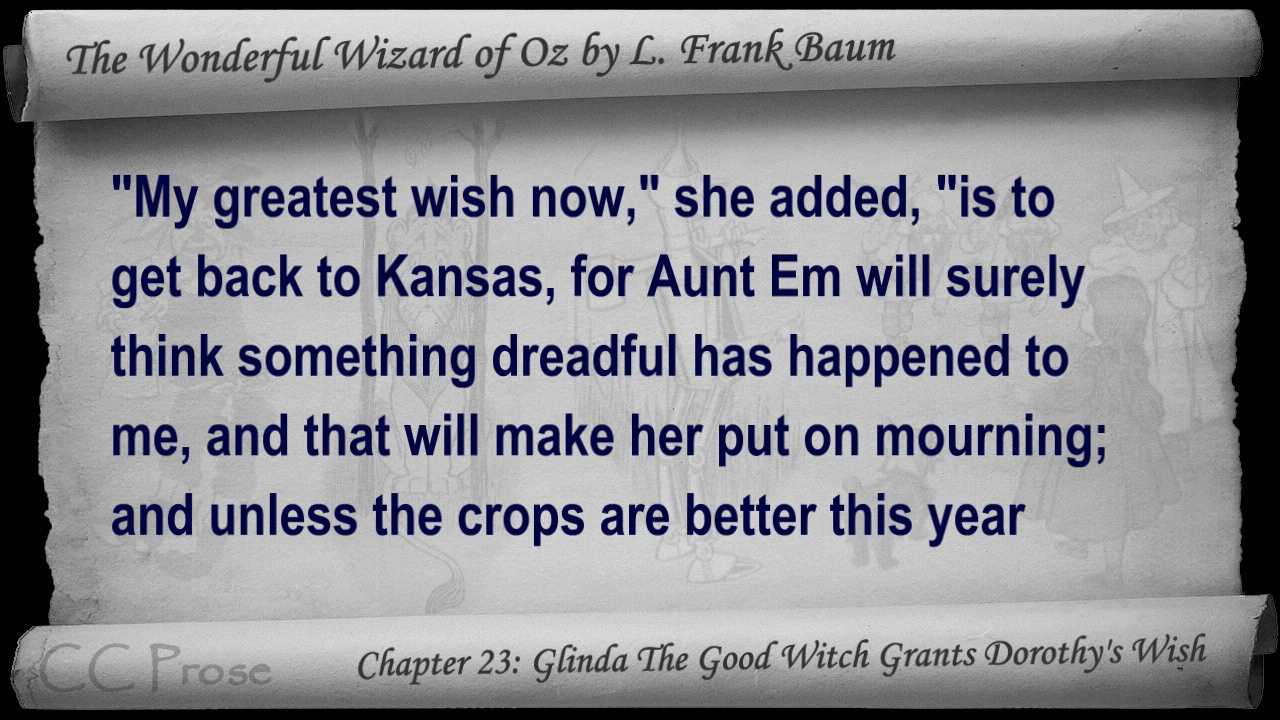 The Wonderful Wizard of Oz by L. Frank Baum
"My greatest wish now," she added, "is to
get back to Kansas, for Aunt Em will surely
think something dreadful has happened to
me, and that will make her put on mourning;
and unless the crops are better this year
CC Prose
Chapter 23: Glinda The Good Witch Grants Dorothy's Wish